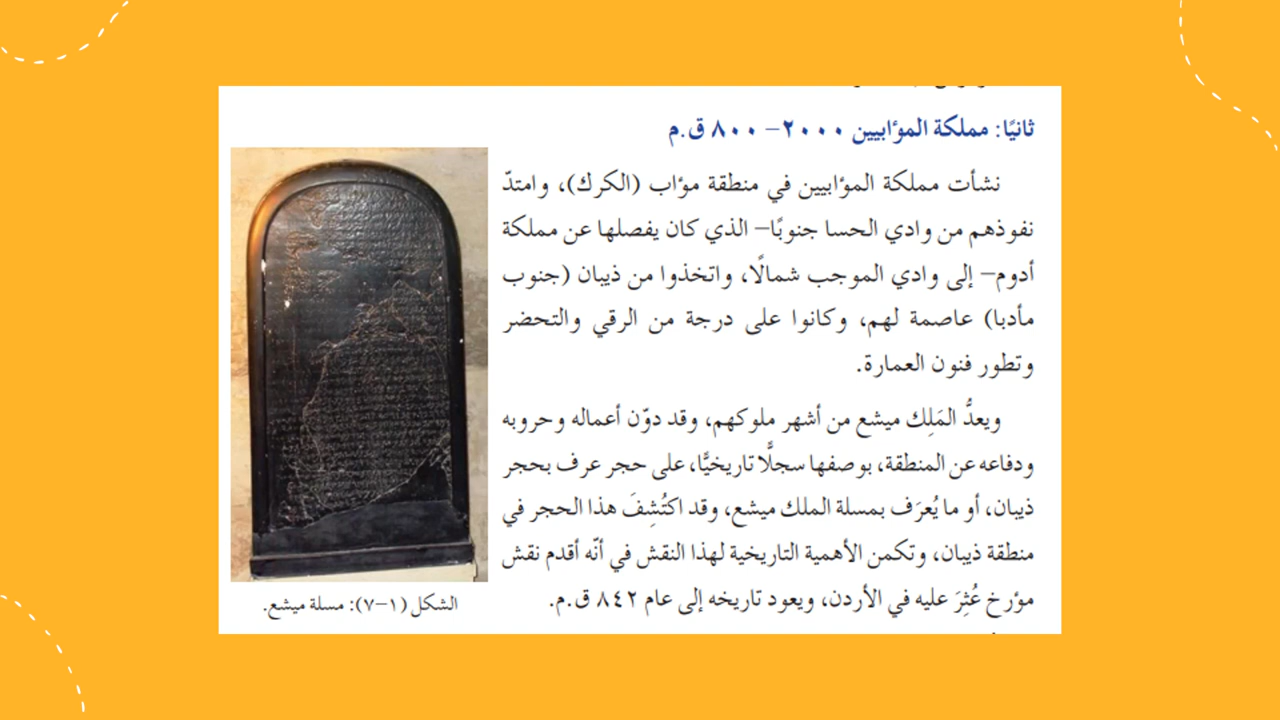 ثانيًا: مملكة المؤابيين ٢٠٠٠– ٨٠٠ ق.م
نشأت مملكة المؤابيين في منطقة مؤاب (الكرك)، وامتدّ
نفوذهم من وادي الحسا جنوبًا– الذي كان يفصلها عن مملكة
أدوم– إلى وادي الموجب شمالًا، واتخذوا من ذيبان (جنوب
مأدبا) عاصمة لهم، وكانوا على درجة من الرقي والتحضر
وتطور فنون العمارة.
ويعدُّ المَلِك ميشع من أشهر ملوكهم، وقد دوّن أعماله وحروبه
ودفاعه عن المنطقة، بوصفها سجلًّا تاريخيًّا، على حجر عرف بحجر
ذيبان، أو ما يُعرَف بمسلة الملك ميشع، وقد اكتُشِفَ هذا الحجر في
منطقة ذيبان، وتكمن الأهمية التاريخية لهذا النقش في أنّه أقدم نقش
مؤرخ عُثِرَ عليه في الأردن، ويعود تاريخه إلى عام ٨٤٢ ق.م.
الشكل (١–٧): مسلة ميشع.